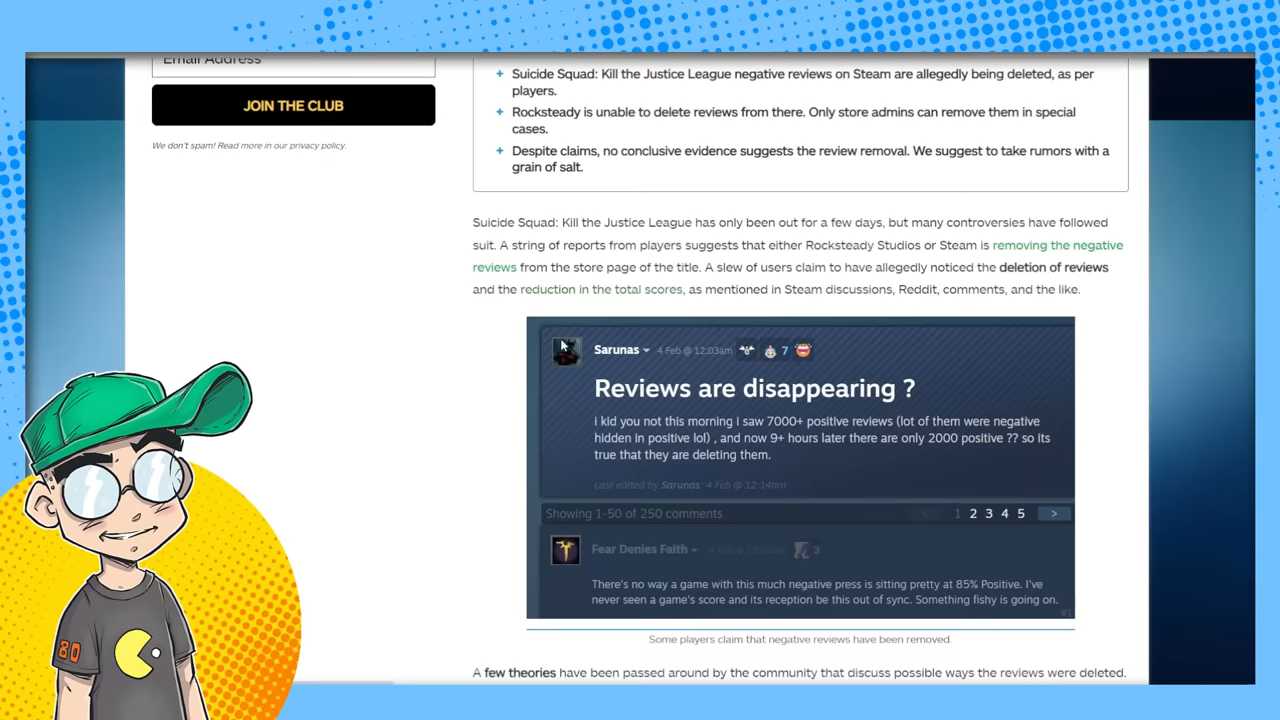 Email Address
JOIN THE CLUB
We don't spam! Read more in our privacy policy.
+ Suicide Squad: Kill the Justice League negative reviews on Steam are allegedly being deleted, as per
players.
+ Rocksteady is unable to delete reviews from there. Only store admins can remove them in special
cases.
+ Despite claims, no conclusive evidence suggests the review removal. We suggest to take rumors with a
grain of salt.
Suicide Squad: Kill the Justice League has only been out for a few days, but many controversies have followed
suit. A string of reports from players suggests that either Rocksteady Studios or Steam is removing the negative
reviews from the store page of the title. A slew of users claim to have allegedly noticed the deletion of reviews
and the reduction in the total scores, as mentioned in Steam discussions, Reddit, comments, and the like.
Sarunas 4 Feb @ 12:03am 7
Reviews are disappearing ?
i kid you not this morning i saw 7000+ positive reviews (lot of them were negative
hidden in positive lol) , and now 9+ hours later there are only 2000 positive ?? so its
true that they are deleting them.
Last edited by Sarunas; 4 Feb @ 12:14am
Showing 1-50 of 250 comments < 1 2 3 4 5 >
Fear Denies Faith 4 Feb @ 3
There's no way a game with this much negative press is sitting pretty at 85% Positive. I've
never seen a game's score and its reception be this out of sync. Something fishy is going on.
#1
Some players claim that negative reviews have been removed.
A few theories have been passed around by the community that discuss possible ways the reviews were deleted.
80